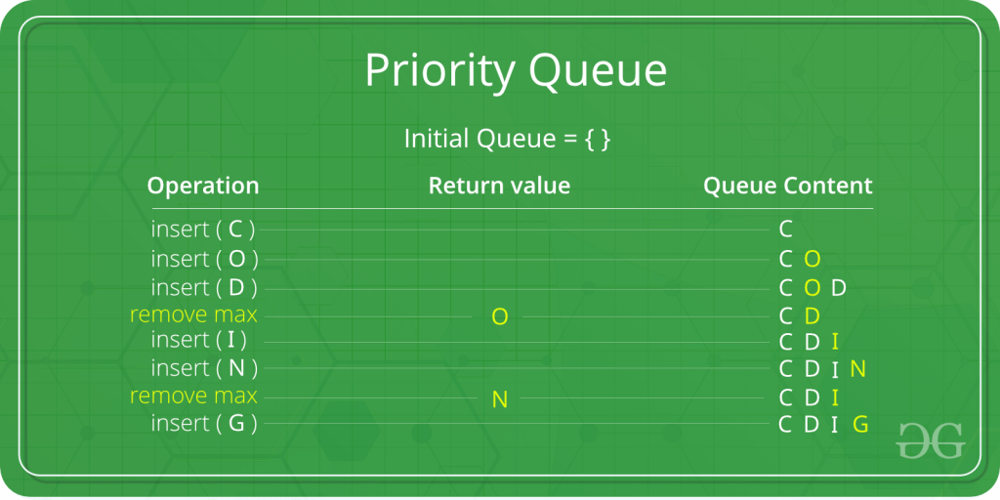 Priority Queue
Initial Queue = { }
Operation Return value Queue Content
insert ( C ) C
insert ( O ) C O
insert ( D ) C O D
remove max O C D
insert ( I ) C D I
insert ( N ) C D I N
remove max N C D I
insert ( G ) C D I G